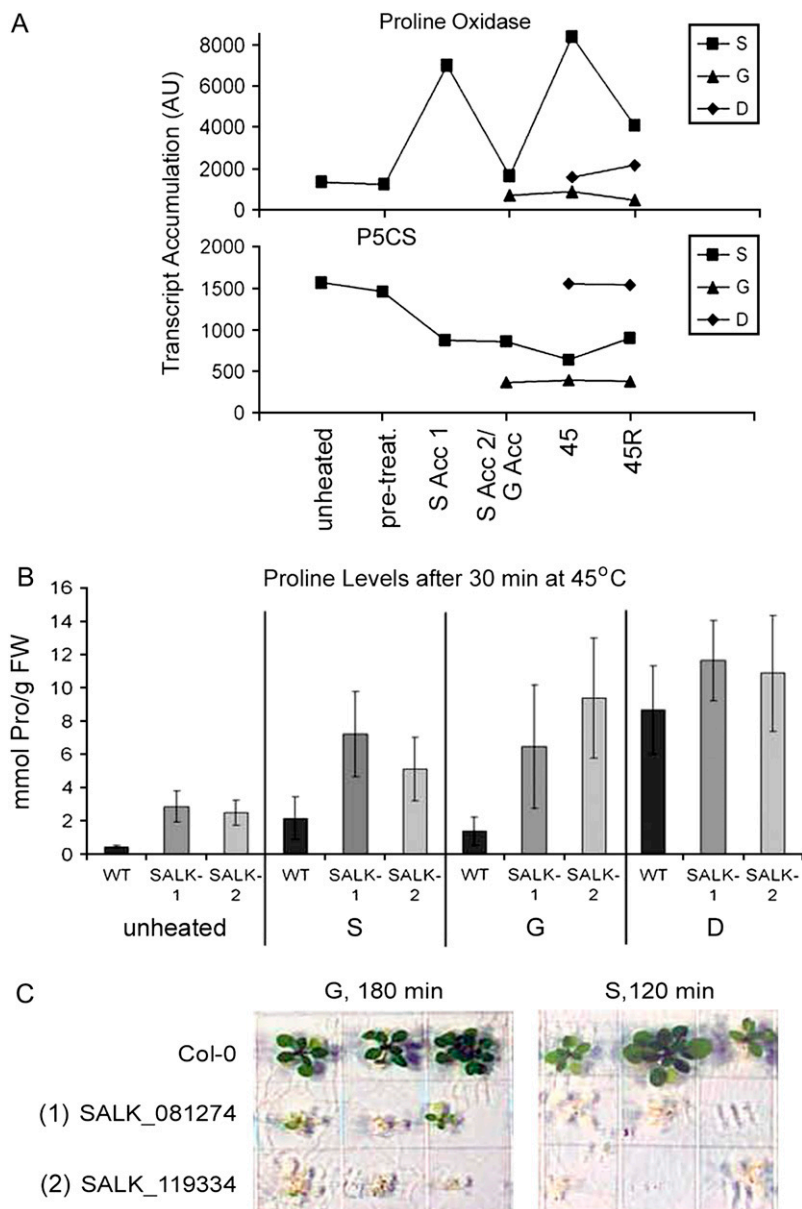 A
Proline Oxidase
8000
6000
4000
2000
0
S
G
D
P5CS
2000
1500
1000
500
0
S
G
D
Transcript Accumulation (AU)
unheated
pre-treat.
S Acc 1
S Acc 2/
G Acc
45
45R
B
Proline Levels after 30 min at 45°C
mmol Pro/g FW
16
14
12
10
8
6
4
2
0
WT SALK- SALK- WT SALK- SALK- WT SALK- SALK- WT SALK- SALK-
1 2 1 2 1 2 1 2
unheated S G D
C
G, 180 min S,120 min
Col-0
(1) SALK_081274
(2) SALK_119334